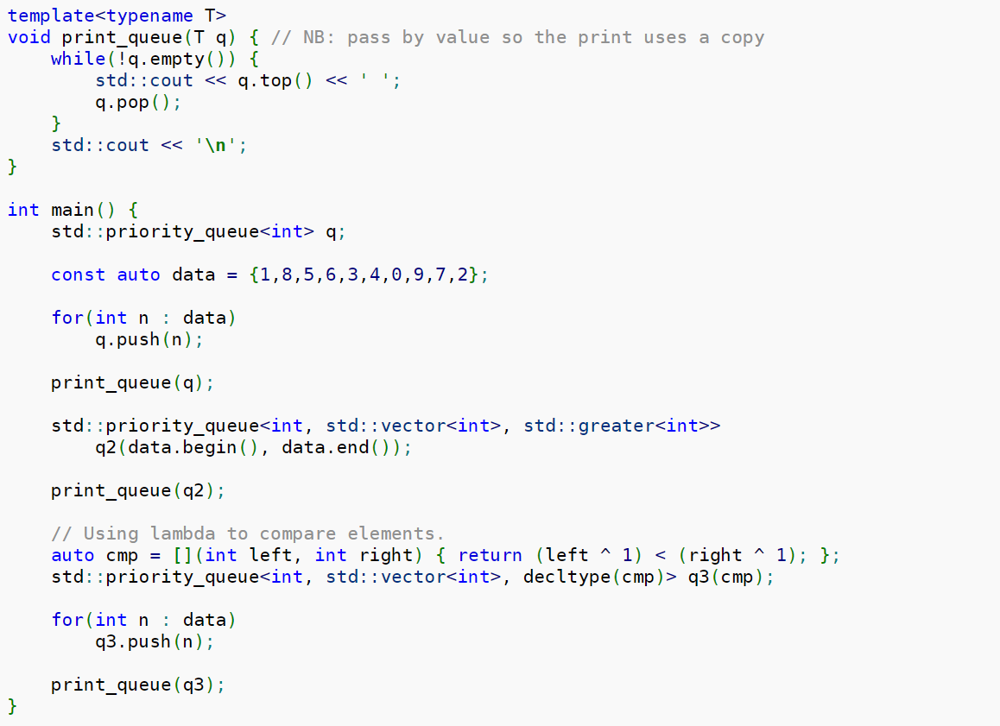 template<typename T>
void print_queue(T q) { // NB: pass by value so the print uses a copy
    while(!q.empty()) {
        std::cout << q.top() << ' ';
        q.pop();
    }
    std::cout << '\n';
}

int main() {
    std::priority_queue<int> q;

    const auto data = {1,8,5,6,3,4,0,9,7,2};

    for(int n : data)
        q.push(n);

    print_queue(q);

    std::priority_queue<int, std::vector<int>, std::greater<int>>
        q2(data.begin(), data.end());

    print_queue(q2);

    // Using lambda to compare elements.
    auto cmp = [](int left, int right) { return (left ^ 1) < (right ^ 1); };
    std::priority_queue<int, std::vector<int>, decltype(cmp)> q3(cmp);

    for(int n : data)
        q3.push(n);

    print_queue(q3);
}